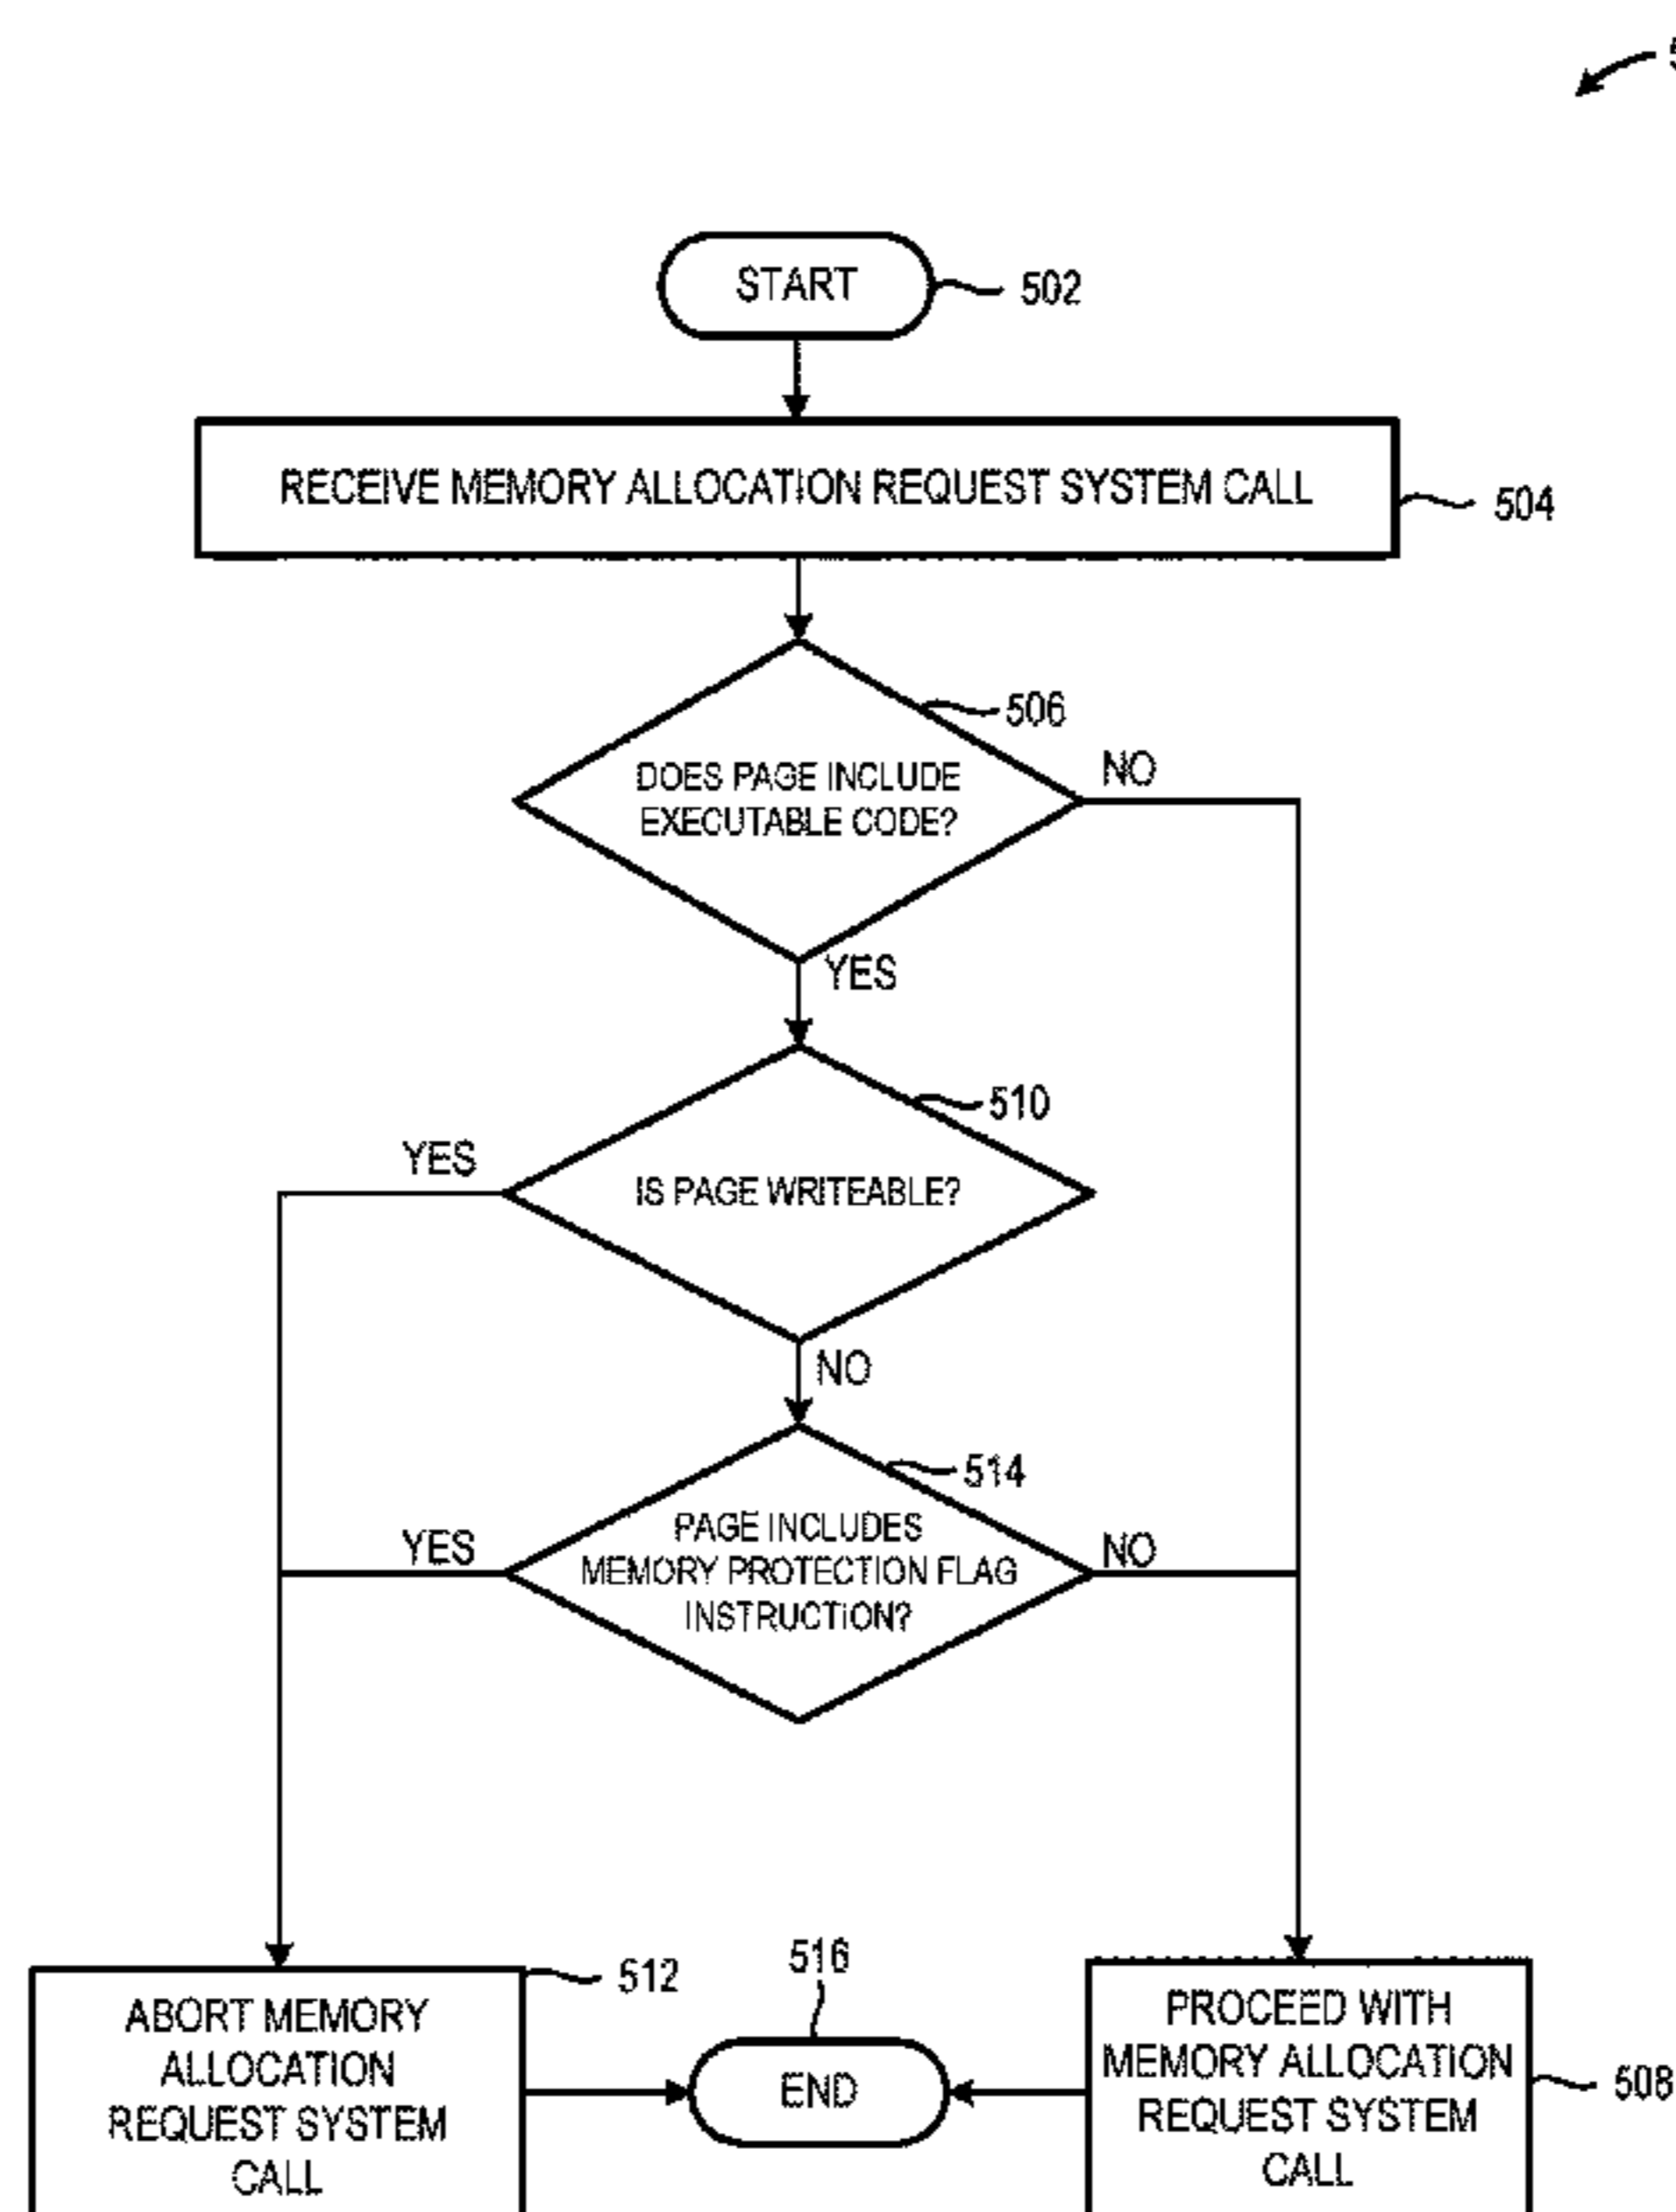 START
502
RECEIVE MEMORY ALLOCATION REQUEST SYSTEM CALL
504
506
DOES PAGE INCLUDE
EXECUTABLE CODE?
NO
YES
510
YES
IS PAGE WRITEABLE?
NO
514
YES
PAGE INCLUDES
MEMORY PROTECTION FLAG
INSTRUCTION?
NO
512
ABORT MEMORY
ALLOCATION
REQUEST SYSTEM
CALL
516
END
PROCEED WITH
MEMORY ALLOCATION
REQUEST SYSTEM
CALL
508